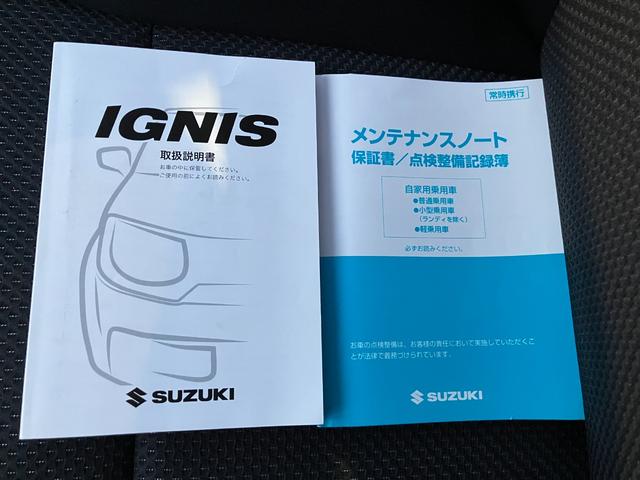 IGNIS
取扱説明書
お車の中に保管してください。
ご使用の前によくお読みください。
SUZUKI
常時携行
メンテナンスノート
保証書／点検整備記録簿
自家用乗用車
●普通乗用車
●小型乗用車
(ランディを除く)
●軽乗用車
必ずお読みください。
お車の点検整備は、お客様の責任において実施していただくこ
とが法律で義務づけられています。
SUZUKI